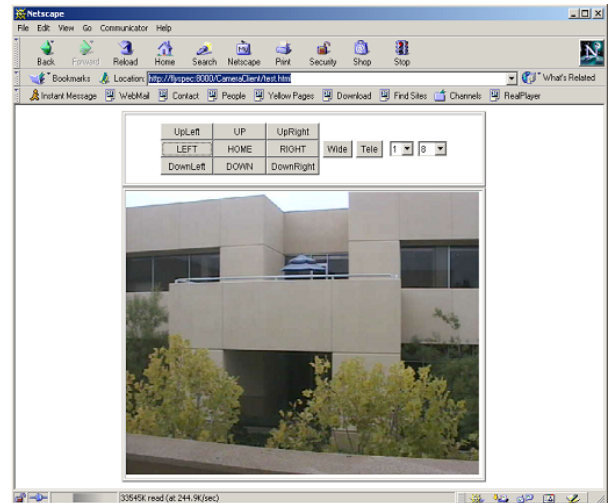 Netscape
File Edit View Go Communicator Help
Back Forward Reload Home Search Netscape Print Security Shop Stop
Bookmarks Location: http://flyspec:8000/CameraClient/test.htm What's Related
Instant Message WebMail Contact People Yellow Pages Download Find Sites Channels RealPlayer
UpLeft UP UpRight
LEFT HOME RIGHT Wide Tele 1 8
DownLeft DOWN DownRight
33545K read (at 244.9K/sec)